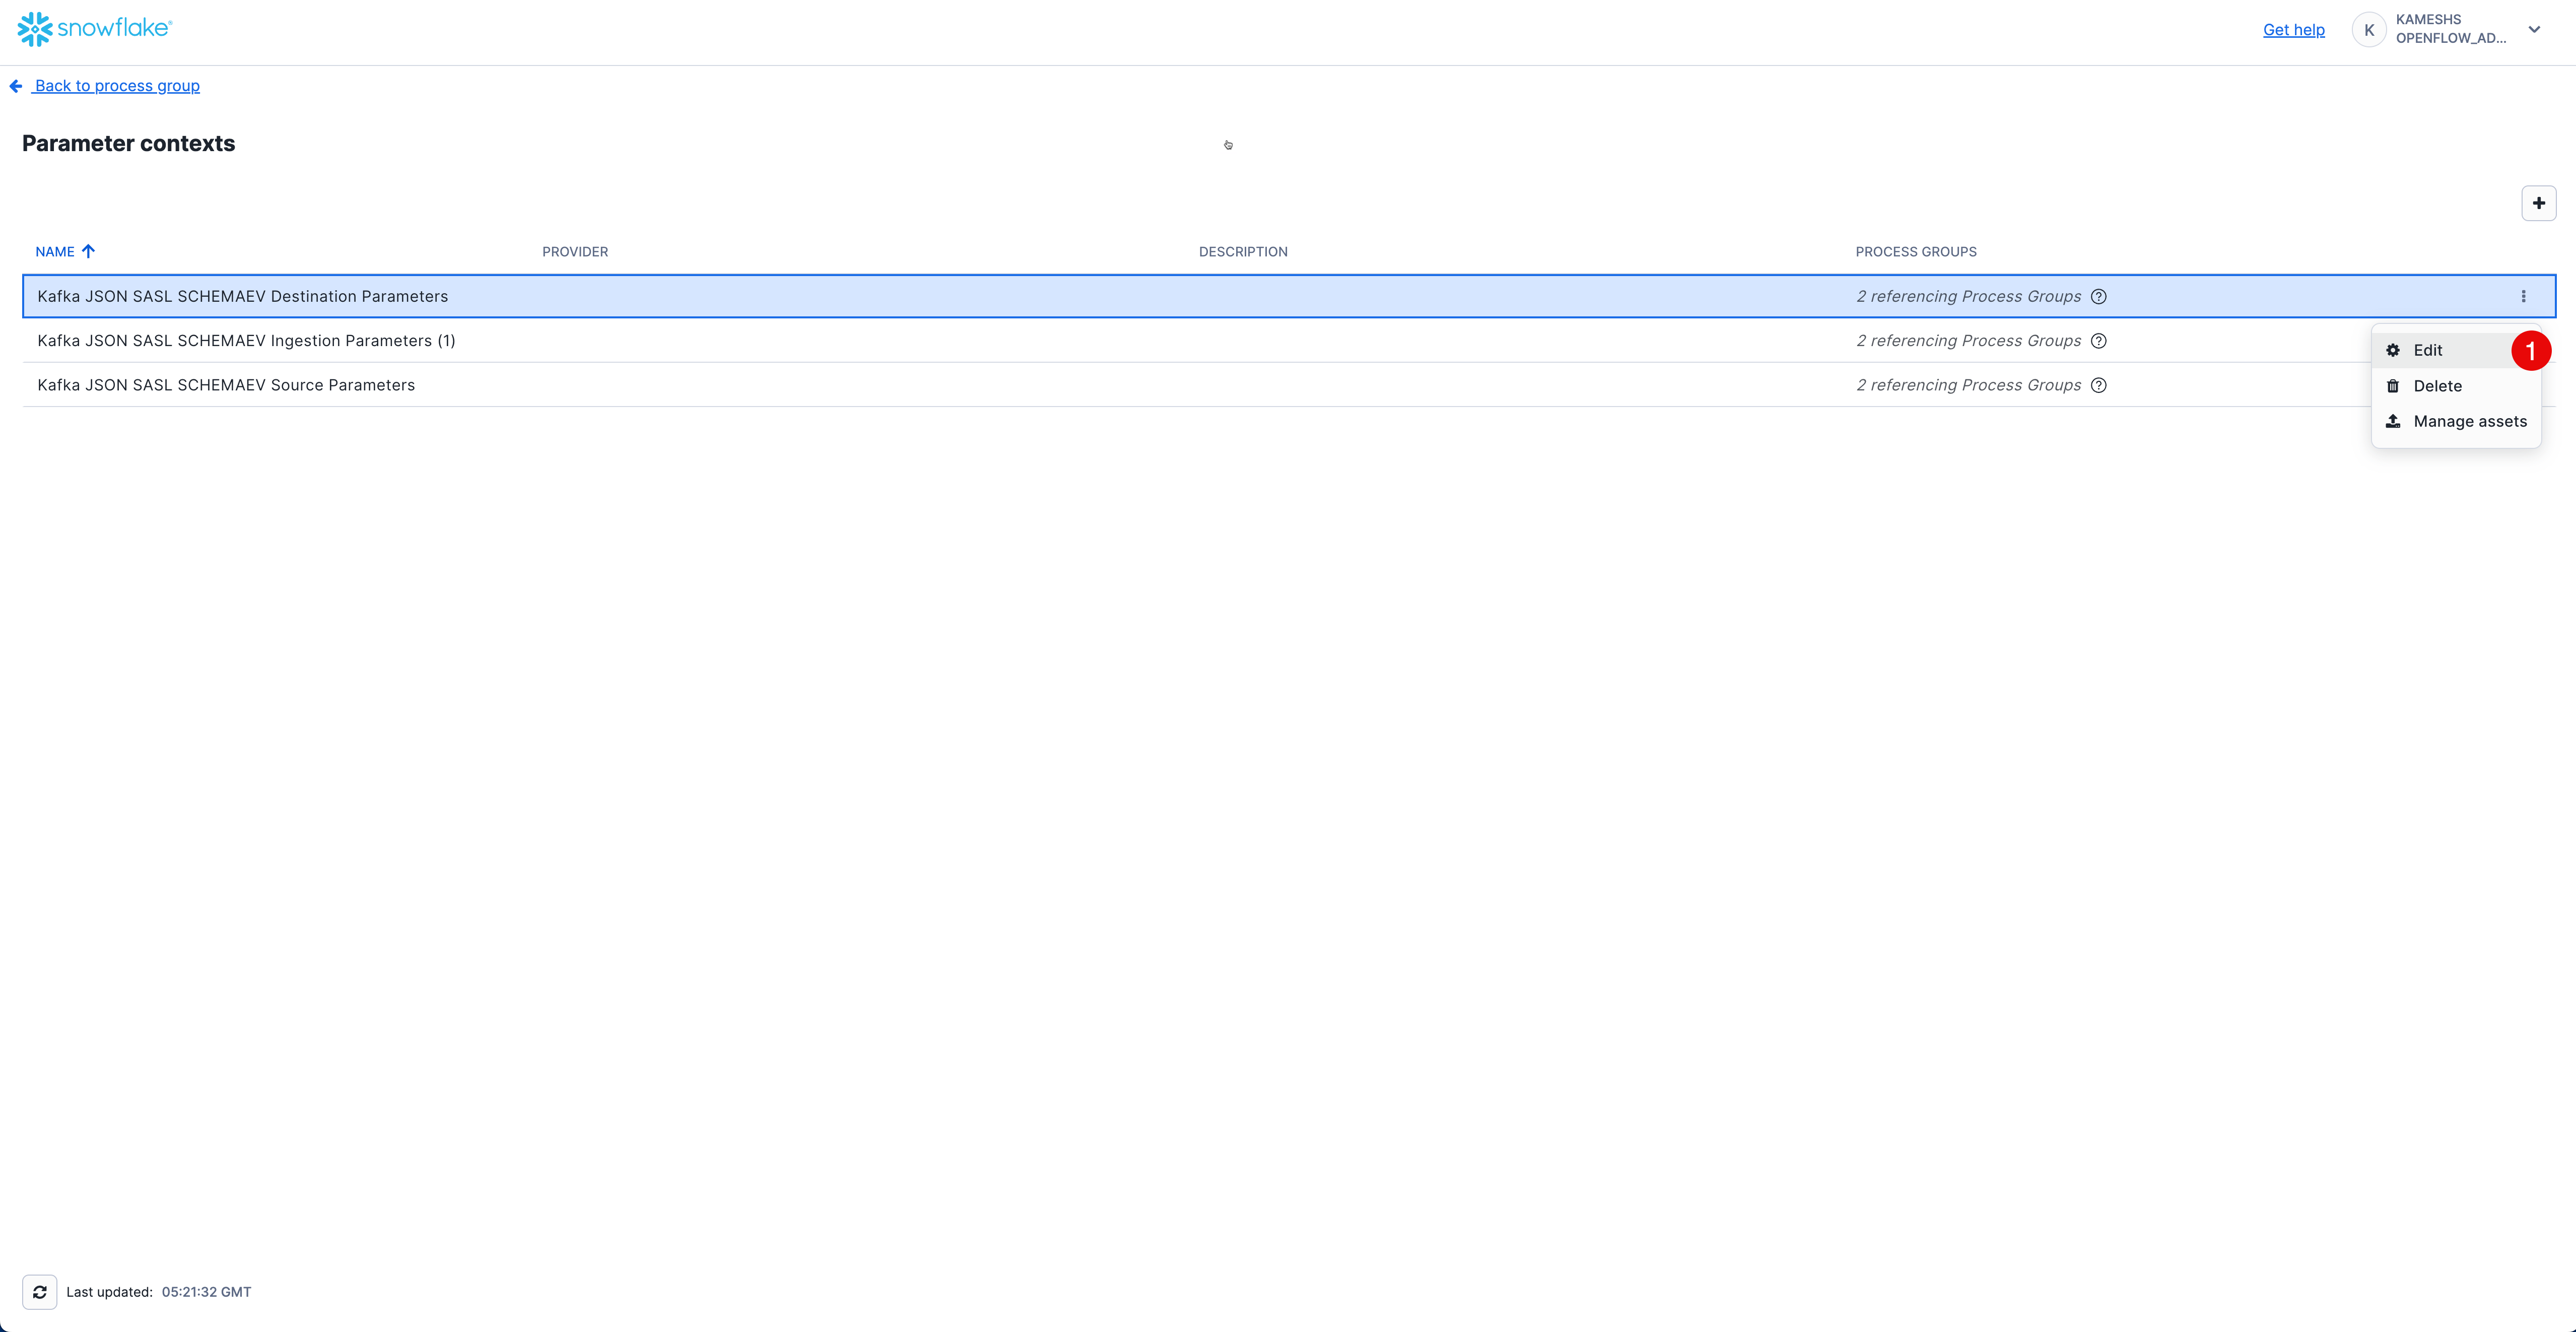 snowflake
Get help
K
KAMESHS
OPENFLOW_AD...
Back to process group
Parameter contexts
NAME PROVIDER DESCRIPTION PROCESS GROUPS
Kafka JSON SASL SCHEMAEV Destination Parameters 2 referencing Process Groups
Kafka JSON SASL SCHEMAEV Ingestion Parameters (1) 2 referencing Process Groups
Kafka JSON SASL SCHEMAEV Source Parameters 2 referencing Process Groups
Edit 1
Delete
Manage assets
Last updated: 05:21:32 GMT